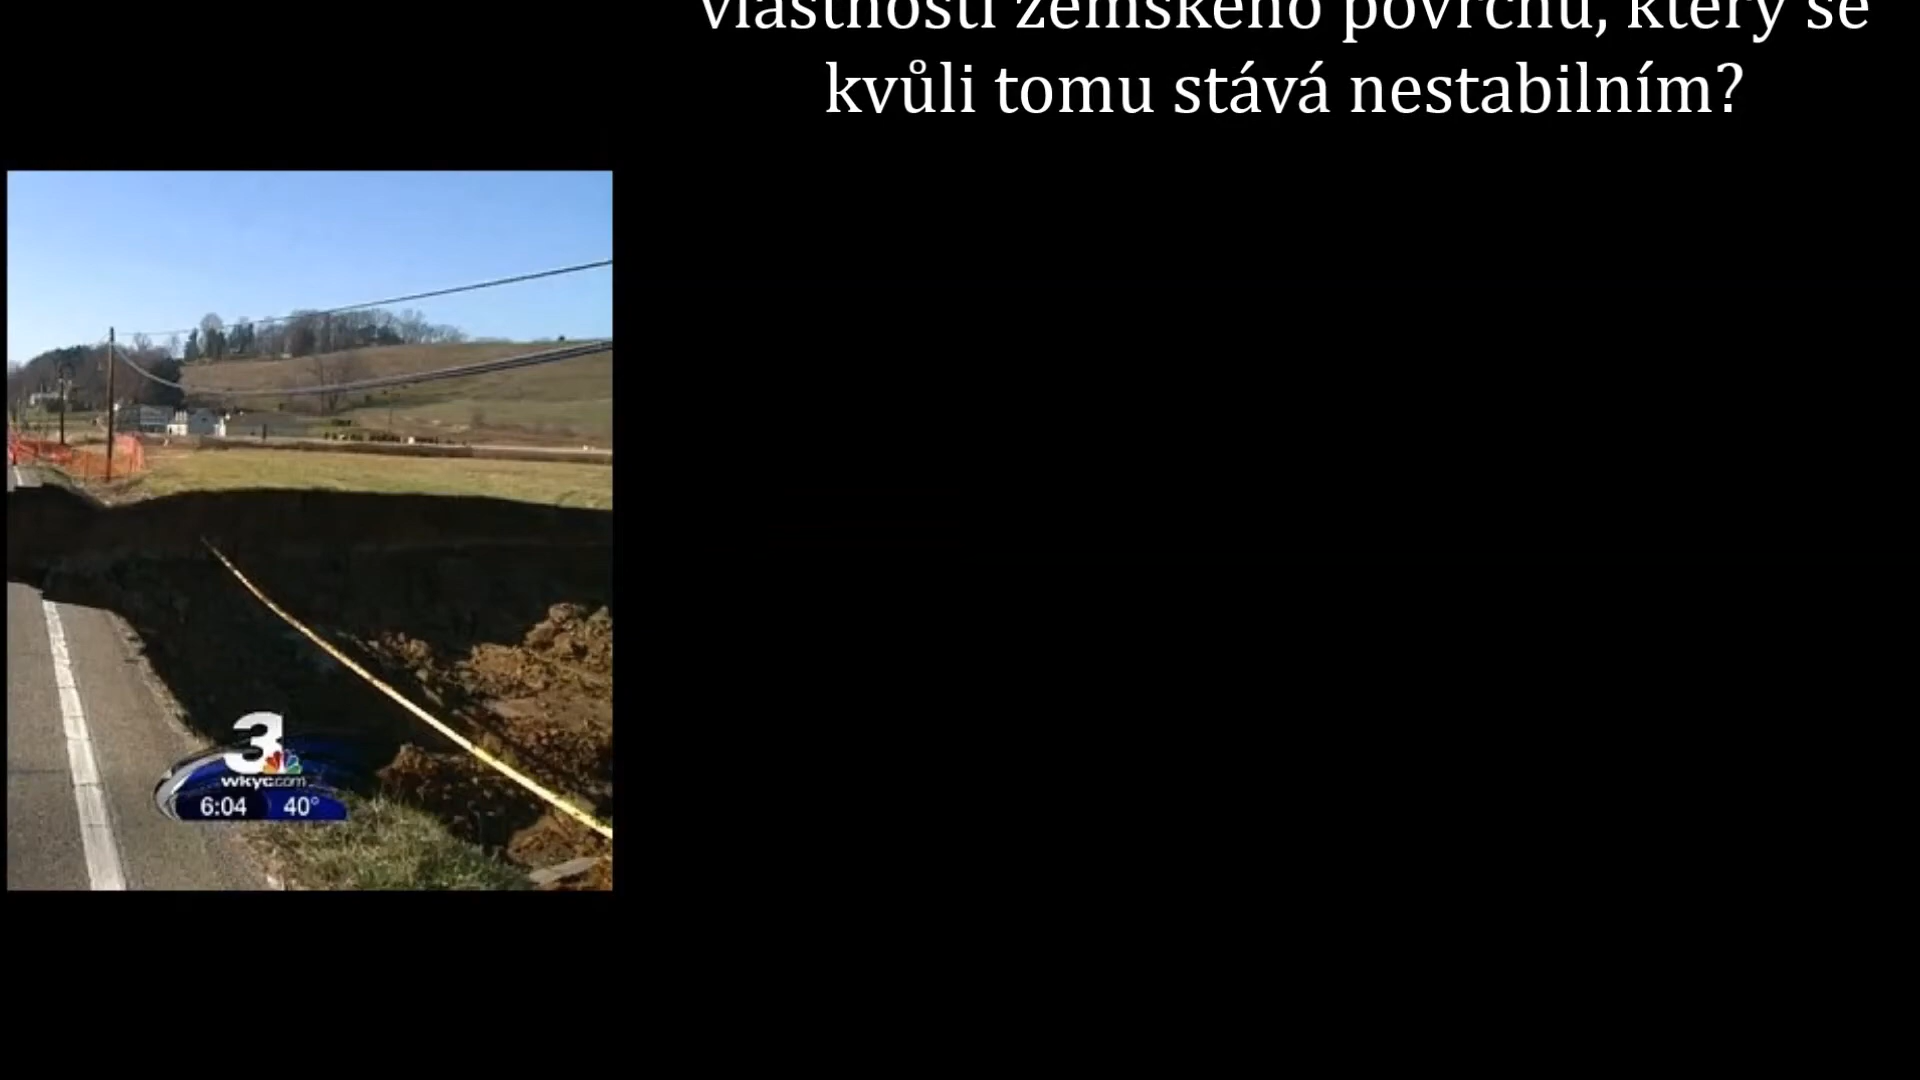 vlastnosti zemského povrchu, který se
kvůli tomu stává nestabilním?
3
wkyc.com
6:04 40°